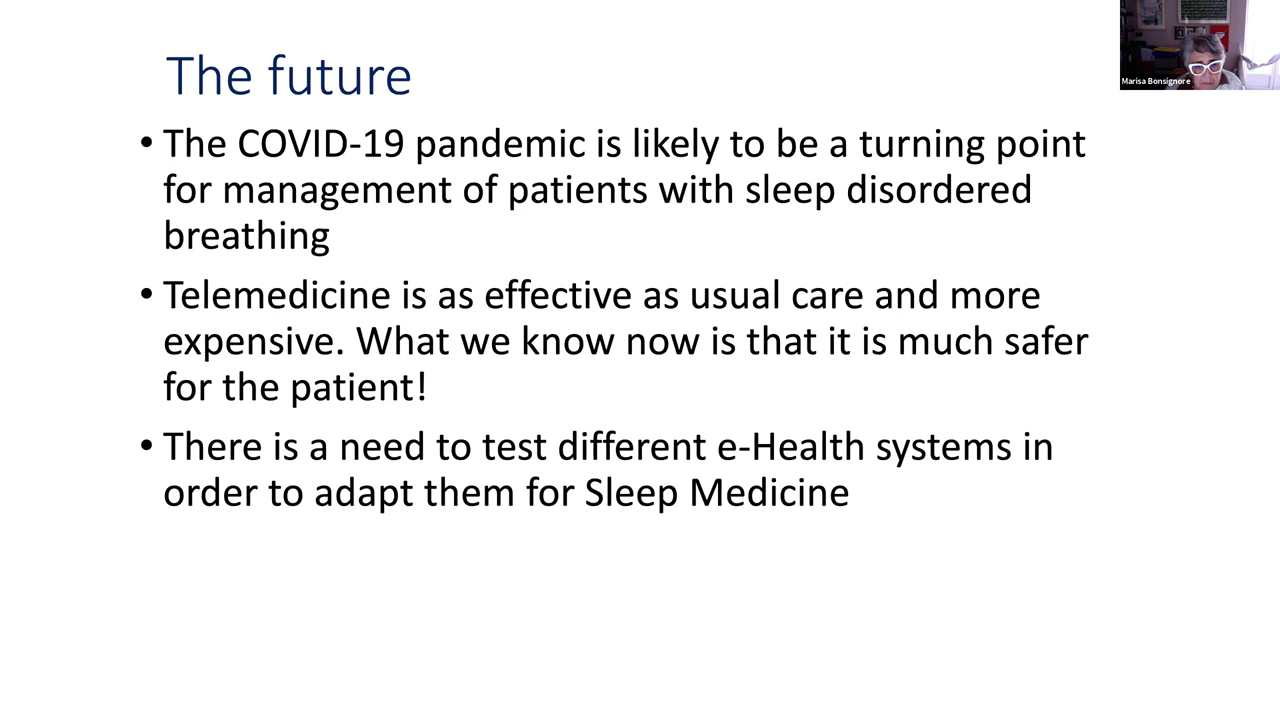 The future
Marisa Bonsignore
• The COVID-19 pandemic is likely to be a turning point
for management of patients with sleep disordered
breathing
• Telemedicine is as effective as usual care and more
expensive. What we know now is that it is much safer
for the patient!
• There is a need to test different e-Health systems in
order to adapt them for Sleep Medicine